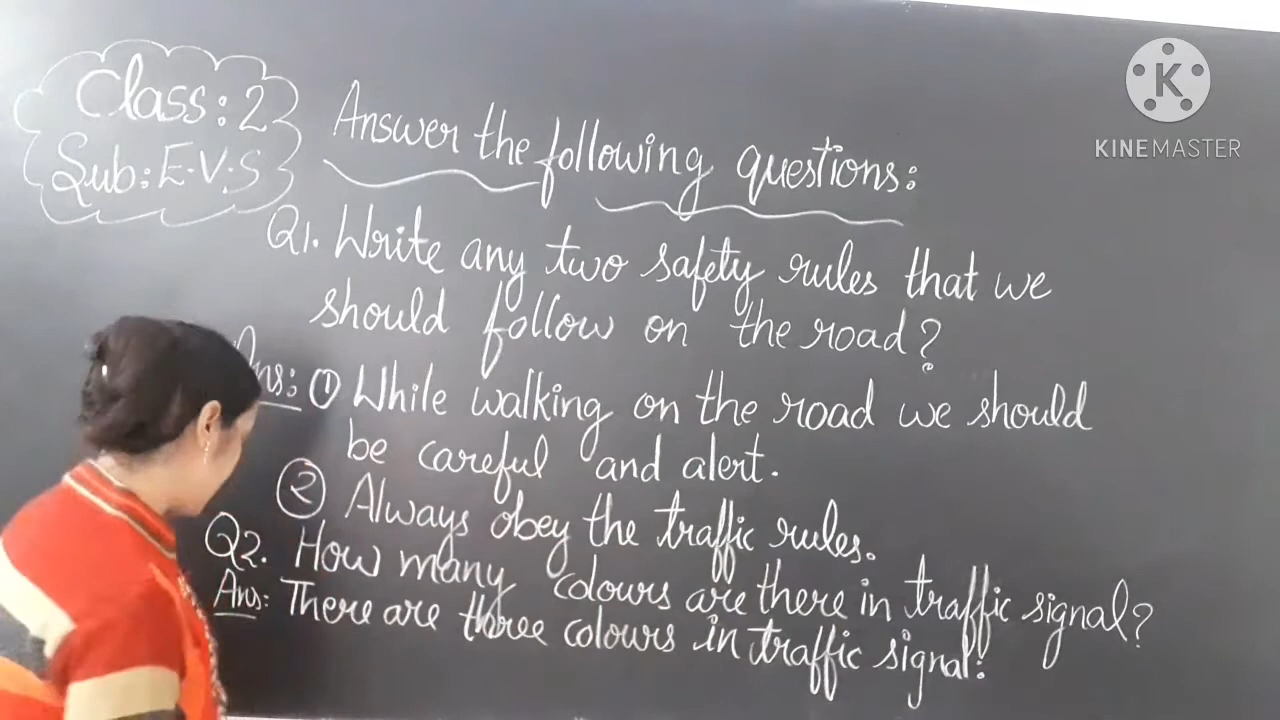 Class: 2
Sub: E.V.S
Answer the following questions:
Q1. Write any two safety rules that we
should follow on the road?
Ans: ① While walking on the road we should
be careful and alert.
② Always obey the traffic rules.
Q2. How many colours are there in traffic signal?
Ans: There are three colours in traffic signal.
K
KINEMASTER